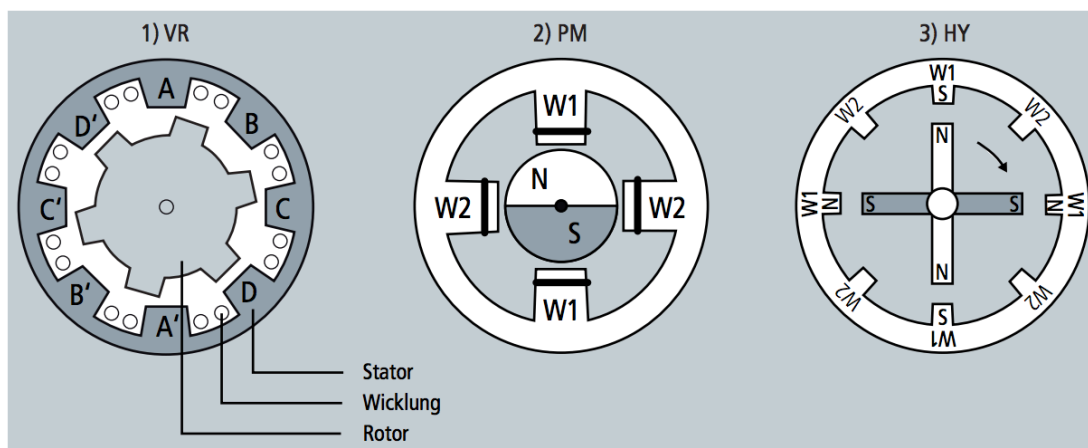 1) VR
A
B
C
D
A'
B'
C'
D'
Stator
Wicklung
Rotor
2) PM
W1
W2
N
S
W2
W1
3) HY
W1
S
W2
W2
N
W1
N
S
S
N
W1
N
W2
W2
S
W1